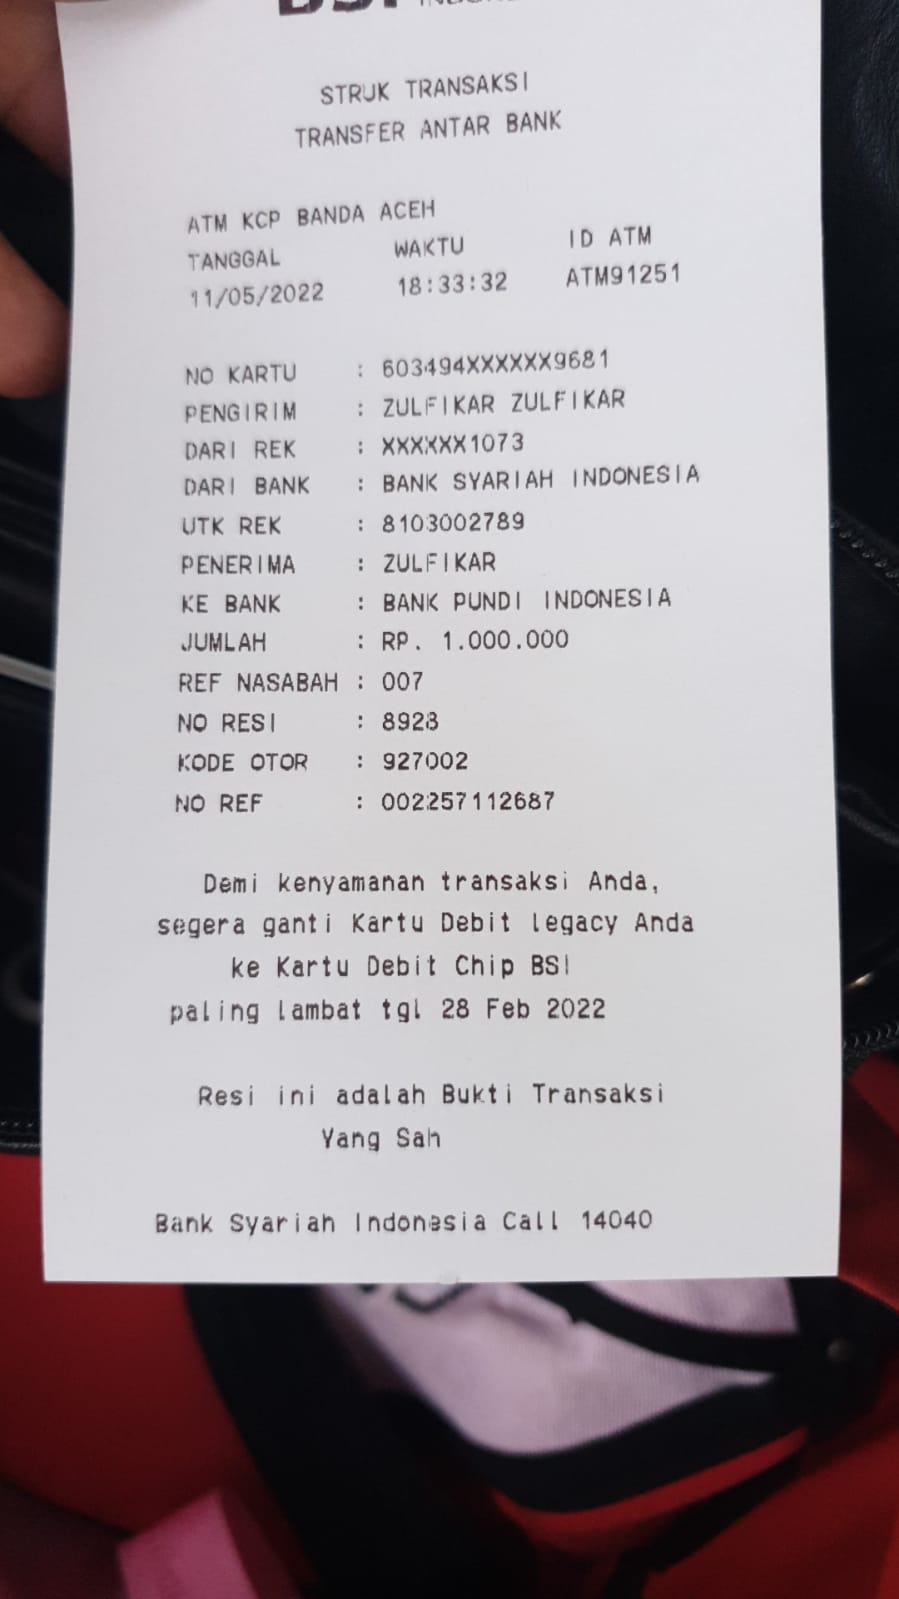 STRUK TRANSAKSI
TRANSFER ANTAR BANK
ATM KCP BANDA ACEH
TANGGAL WAKTU ID ATM
11/05/2022 18:33:32 ATM91251
NO KARTU : 603494XXXXXX9681
PENGIRIM : ZULFIKAR ZULFIKAR
DARI REK : XXXXXX1073
DARI BANK : BANK SYARIAH INDONESIA
UTK REK : 8103002789
PENERIMA : ZULFIKAR
KE BANK : BANK PUNDI INDONESIA
JUMLAH : RP. 1.000.000
REF NASABAH : 007
NO RESI : 8928
KODE OTOR : 927002
NO REF : 002257112687
Demi kenyamanan transaksi Anda,
segera ganti Kartu Debit Legacy Anda
ke Kartu Debit Chip BSI
paling lambat tgl 28 Feb 2022
Resi ini adalah Bukti Transaksi
Yang Sah
Bank Syariah Indonesia Call 14040